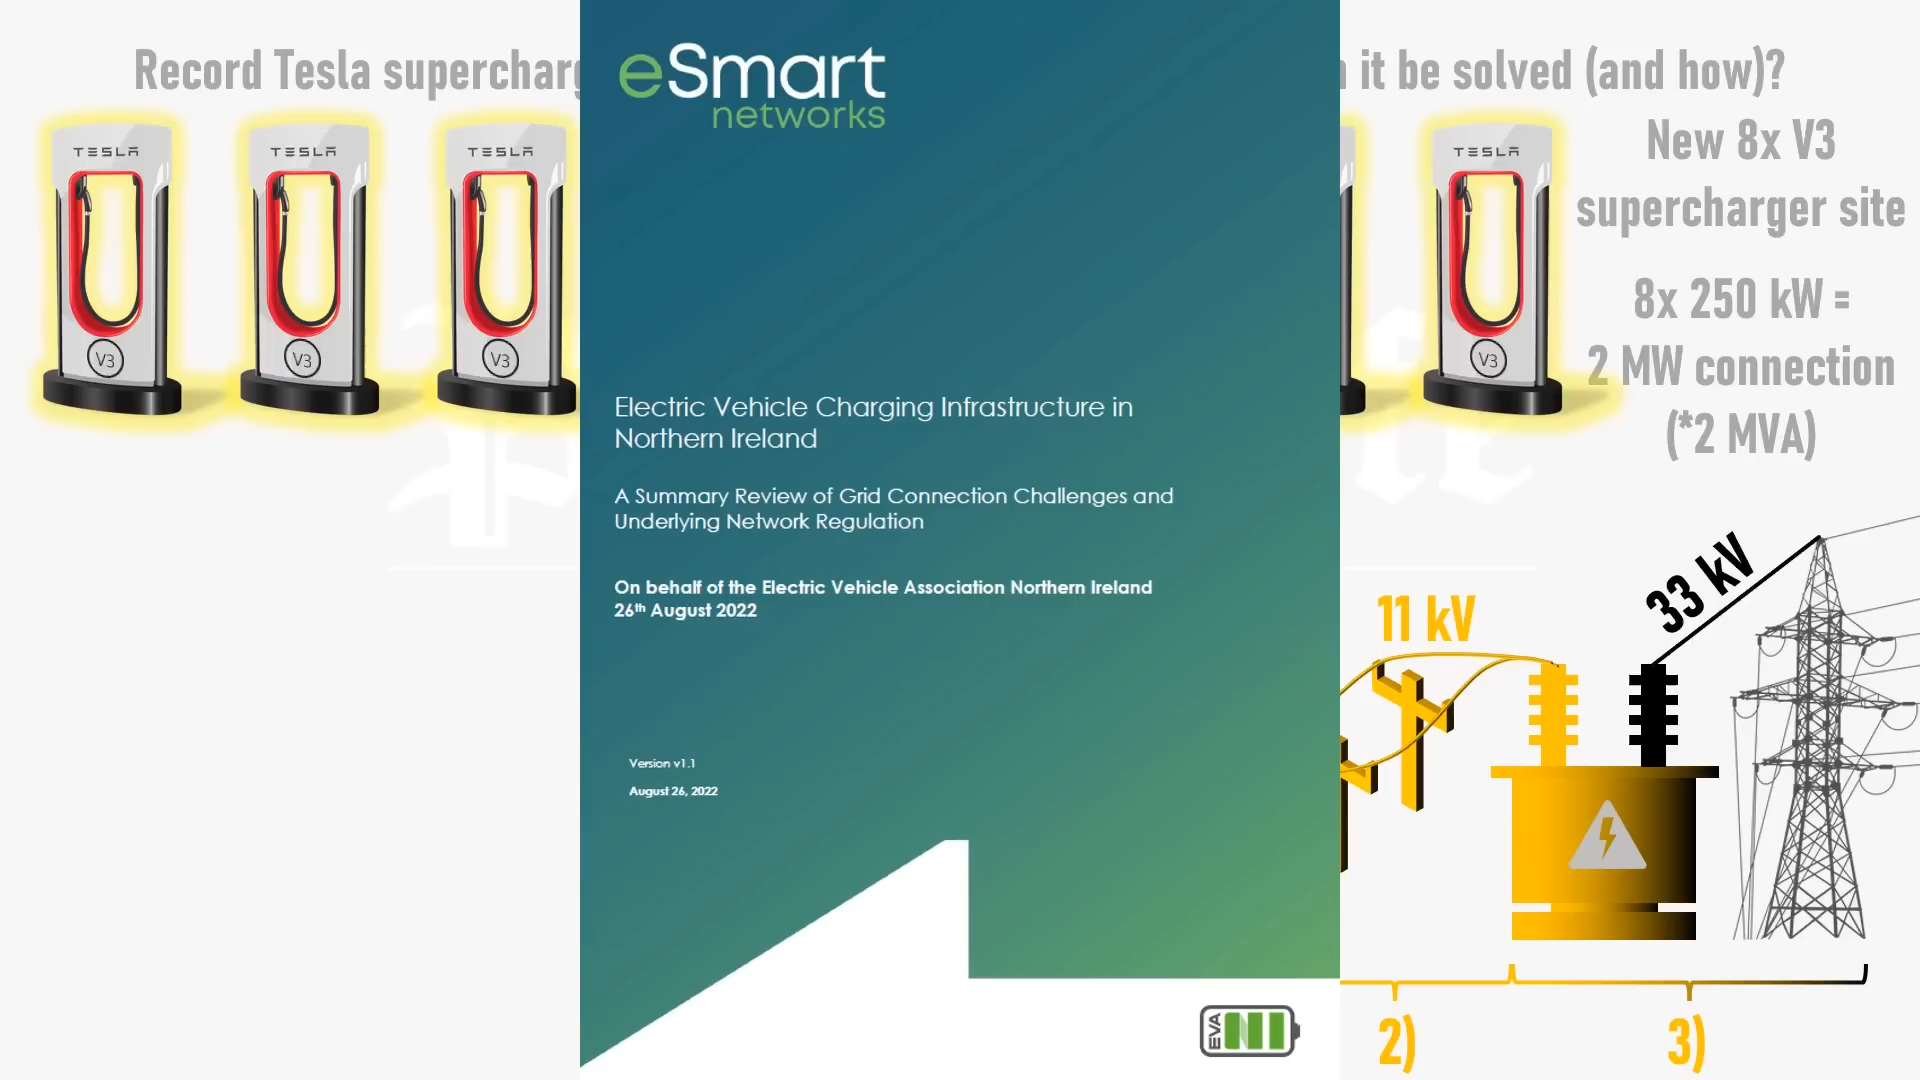 Record Tesla supercharg
n it be solved (and how)?
TESLA
V3
TESLA
V3
TESLA
V3
TESLA
V3
New 8x V3
supercharger site
8x 250 kW =
2 MW connection
(*2 MVA)
eSmart
networks
Electric Vehicle Charging Infrastructure in
Northern Ireland
A Summary Review of Grid Connection Challenges and
Underlying Network Regulation
On behalf of the Electric Vehicle Association Northern Ireland
26th August 2022
Version v1.1
August 26, 2022
EVA
NI
11 kV
33 kV
2)
3)